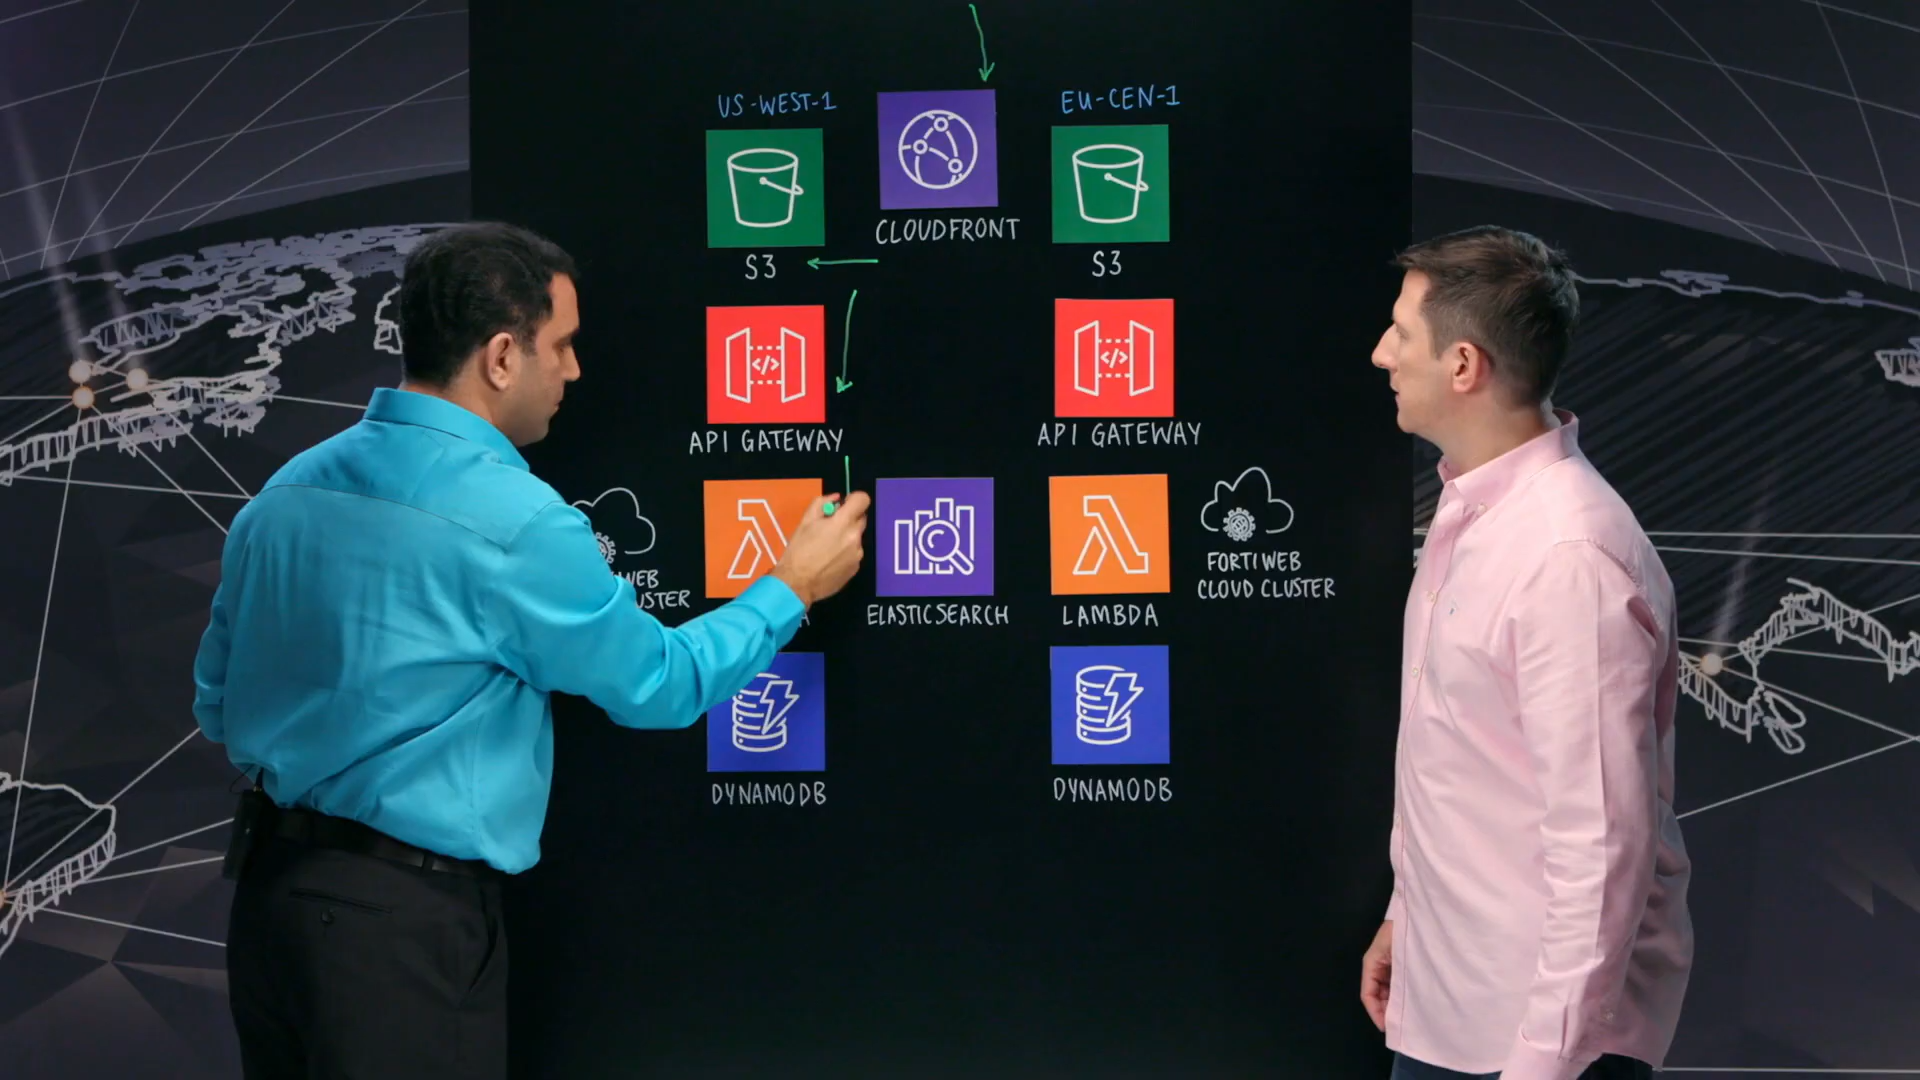 US-WEST-1
EU-CEN-1
CLOUDFRONT
S3
S3
</>
</>
API GATEWAY
API GATEWAY
WEB
ELASTICSEARCH
LAMBDA
FORTIWEB
CLOUD CLUSTER
DYNAMODB
DYNAMODB